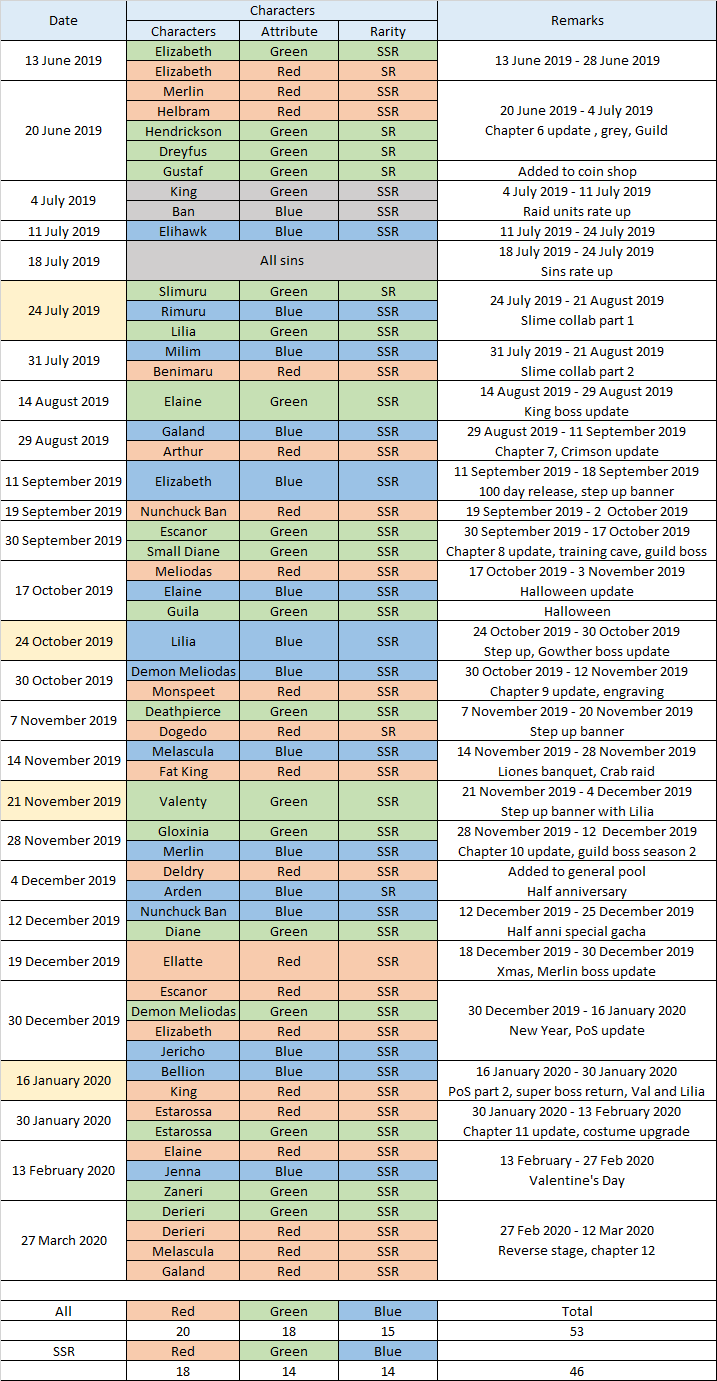 Date Characters Remarks
Characters Attribute Rarity
13 June 2019 Elizabeth Green SSR 13 June 2019 - 28 June 2019
Elizabeth Red SR
20 June 2019 Merlin Red SSR 20 June 2019 - 4 July 2019
Helbram Red SSR Chapter 6 update , grey, Guild
Hendrickson Green SR
Dreyfus Green SR
Gustaf Green SR Added to coin shop
4 July 2019 King Green SSR 4 July 2019 - 11 July 2019
Ban Blue SSR Raid units rate up
11 July 2019 Elihawk Blue SSR 11 July 2019 - 24 July 2019
18 July 2019 All sins 18 July 2019 - 24 July 2019
Sins rate up
24 July 2019 Slimuru Green SR 24 July 2019 - 21 August 2019
Rimuru Blue SSR Slime collab part 1
Lilia Green SSR
31 July 2019 Milim Blue SSR 31 July 2019 - 21 August 2019
Benimaru Red SSR Slime collab part 2
14 August 2019 Elaine Green SSR 14 August 2019 - 29 August 2019
King boss update
29 August 2019 Galand Blue SSR 29 August 2019 - 11 September 2019
Arthur Red SSR Chapter 7, Crimson update
11 September 2019 Elizabeth Blue SSR 11 September 2019 - 18 September 2019
100 day release, step up banner
19 September 2019 Nunchuck Ban Red SSR 19 September 2019 - 2 October 2019
30 September 2019 Escanor Green SSR 30 September 2019 - 17 October 2019
Small Diane Green SSR Chapter 8 update, training cave, guild boss
17 October 2019 Meliodas Red SSR 17 October 2019 - 3 November 2019
Elaine Blue SSR Halloween update
Guila Green SSR Halloween
24 October 2019 Lilia Blue SSR 24 October 2019 - 30 October 2019
Step up, Gowther boss update
30 October 2019 Demon Meliodas Blue SSR 30 October 2019 - 12 November 2019
Monspeet Red SSR Chapter 9 update, engraving
7 November 2019 Deathpierce Green SSR 7 November 2019 - 20 November 2019
Dogedo Red SR Step up banner
14 November 2019 Melascula Blue SSR 14 November 2019 - 28 November 2019
Fat King Red SSR Liones banquet, Crab raid
21 November 2019 Valenty Green SSR 21 November 2019 - 4 December 2019
Step up banner with Lilia
28 November 2019 Gloxinia Green SSR 28 November 2019 - 12 December 2019
Merlin Blue SSR Chapter 10 update, guild boss season 2
4 December 2019 Deldry Red SSR Added to general pool
Arden Blue SR Half anniversary
12 December 2019 Nunchuck Ban Blue SSR 12 December 2019 - 25 December 2019
Diane Green SSR Half anni special gacha
19 December 2019 Ellatte Red SSR 18 December 2019 - 30 December 2019
Xmas, Merlin boss update
30 December 2019 Escanor Red SSR 30 December 2019 - 16 January 2020
Demon Meliodas Green SSR New Year, PoS update
Elizabeth Red SSR
Jericho Blue SSR
16 January 2020 Bellion Blue SSR 16 January 2020 - 30 January 2020
King Red SSR PoS part 2, super boss return, Val and Lilia
30 January 2020 Estarossa Red SSR 30 January 2020 - 13 February 2020
Estarossa Green SSR Chapter 11 update, costume upgrade
13 February 2020 Elaine Red SSR 13 February - 27 Feb 2020
Jenna Blue SSR Valentine's Day
Zaneri Green SSR
27 March 2020 Derieri Green SSR 27 Feb 2020 - 12 Mar 2020
Derieri Red SSR Reverse stage, chapter 12
Melascula Red SSR
Galand Red SSR
All Red Green Blue Total
20 18 15 53
SSR Red Green Blue
18 14 14 46